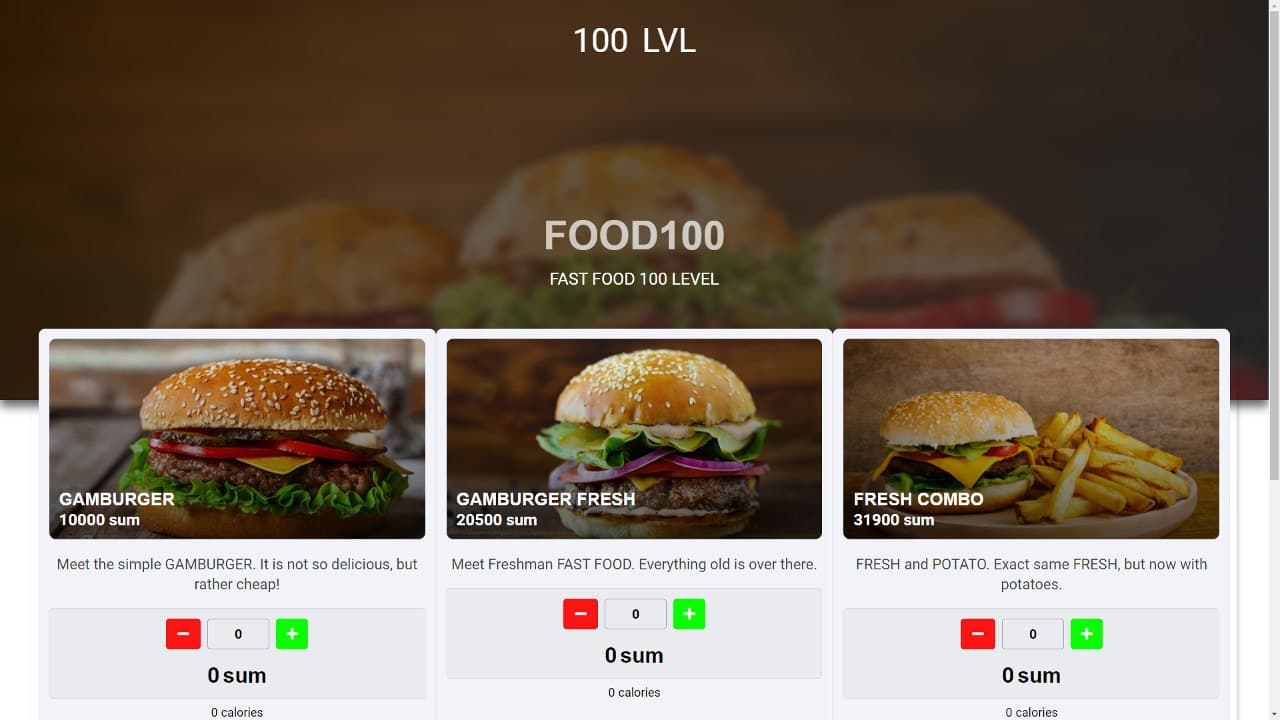 100 LVL
FOOD100
FAST FOOD 100 LEVEL
GAMBURGER
10000 sum
Meet the simple GAMBURGER. It is not so delicious, but
rather cheap!
0
0 sum
0 calories
GAMBURGER FRESH
20500 sum
Meet Freshman FAST FOOD. Everything old is over there.
0
0 sum
0 calories
FRESH COMBO
31900 sum
FRESH and POTATO. Exact same FRESH, but now with
potatoes.
0
0 sum
0 calories